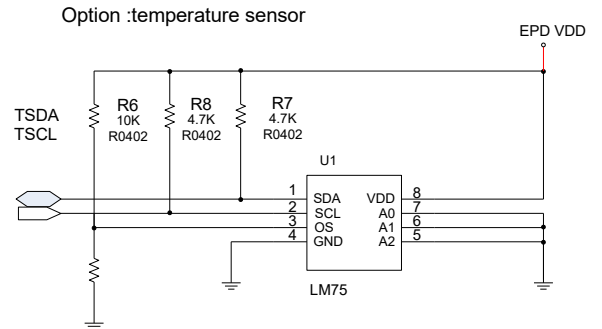 Option :temperature sensor
EPD VDD
R6
10K
R0402
R8
4.7K
R0402
R7
4.7K
R0402
TSDA
TSCL
U1
1 SDA VDD 8
2 SCL A0 7
3 OS A1 6
4 GND A2 5
LM75